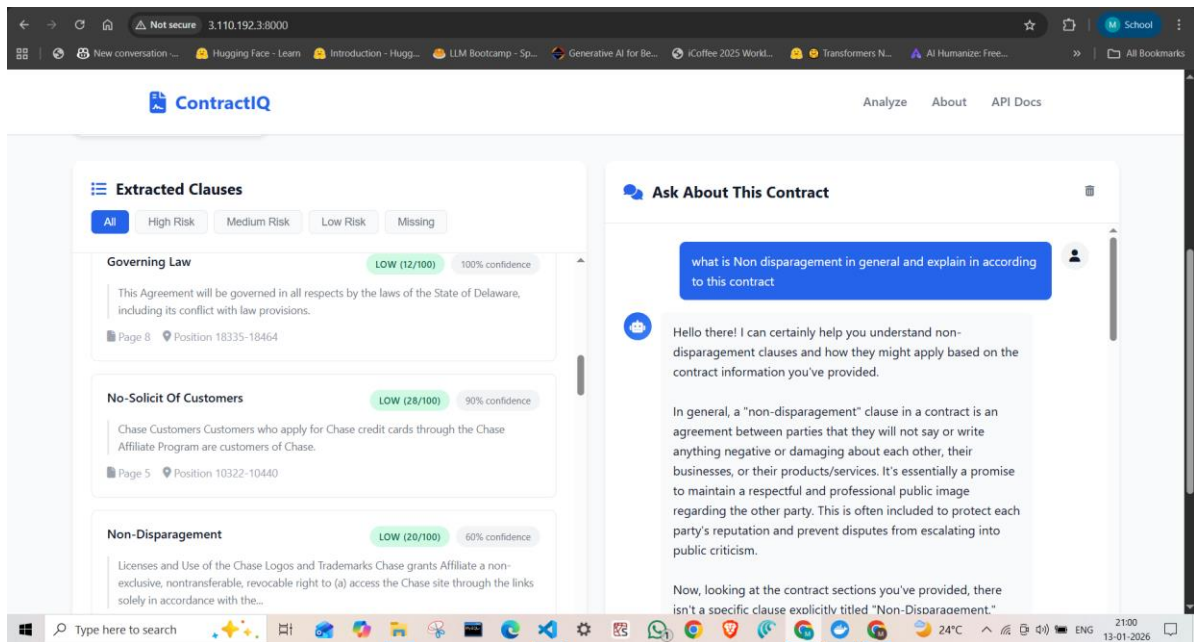 Not secure 3.110.192.3:8000
M School
New conversation -...
Hugging Face - Learn
Introduction - Hugg...
LLM Bootcamp - Sp...
Generative AI for Be...
iCoffee 2025 World...
Transformers N...
AI Humanize: Free...
»
All Bookmarks
ContractIQ
Analyze
About
API Docs
Extracted Clauses
All
High Risk
Medium Risk
Low Risk
Missing
Governing Law
LOW (12/100)
100% confidence
This Agreement will be governed in all respects by the laws of the State of Delaware,
including its conflict with law provisions.
Page 8 Position 18335-18464
No-Solicit Of Customers
LOW (28/100)
90% confidence
Chase Customers Customers who apply for Chase credit cards through the Chase
Affiliate Program are customers of Chase.
Page 5 Position 10322-10440
Non-Disparagement
LOW (20/100)
60% confidence
Licenses and Use of the Chase Logos and Trademarks Chase grants Affiliate a non-
exclusive, nontransferable, revocable right to (a) access the Chase site through the links
solely in accordance with the...
Ask About This Contract
what is Non disparagement in general and explain in according
to this contract
Hello there! I can certainly help you understand non-
disparagement clauses and how they might apply based on the
contract information you've provided.
In general, a "non-disparagement" clause in a contract is an
agreement between parties that they will not say or write
anything negative or damaging about each other, their
businesses, or their products/services. It's essentially a promise
to maintain a respectful and professional public image
regarding the other party. This is often included to protect each
party's reputation and prevent disputes from escalating into
public criticism.
Now, looking at the contract sections you've provided, there
isn't a specific clause explicitly titled "Non-Disparagement."
Type here to search
24°C
ENG
21:00
13-01-2026